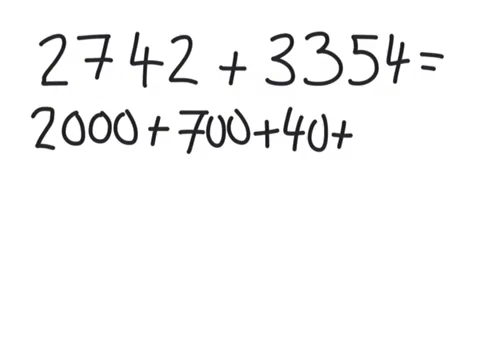 2742 + 3354 =
2000 + 700 + 40 +